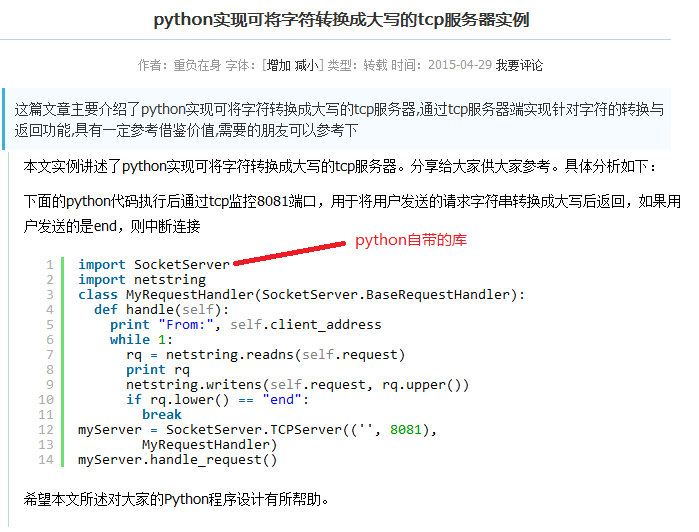 python实现可将字符转换成大写的tcp服务器实例
作者：重负在身 字体：[增加 减小] 类型：转载 时间：2015-04-29 我要评论
这篇文章主要介绍了python实现可将字符转换成大写的tcp服务器,通过tcp服务器端实现针对字符的转换与
返回功能,具有一定参考借鉴价值,需要的朋友可以参考下
本文实例讲述了python实现可将字符转换成大写的tcp服务器。分享给大家供大家参考。具体分析如下：
下面的python代码执行后通过tcp监控8081端口，用于将用户发送的请求字符串转换成大写后返回，如果用
户发送的是end，则中断连接
python自带的库
1 import SocketServer
2 import netstring
3 class MyRequestHandler(SocketServer.BaseRequestHandler):
4   def handle(self):
5     print "From:", self.client_address
6     while 1:
7       rq = netstring.readns(self.request)
8       print rq
9       netstring.writens(self.request, rq.upper())
10       if rq.lower() == "end":
11         break
12 myServer = SocketServer.TCPServer(('', 8081),
13         MyRequestHandler)
14 myServer.handle_request()
希望本文所述对大家的Python程序设计有所帮助。